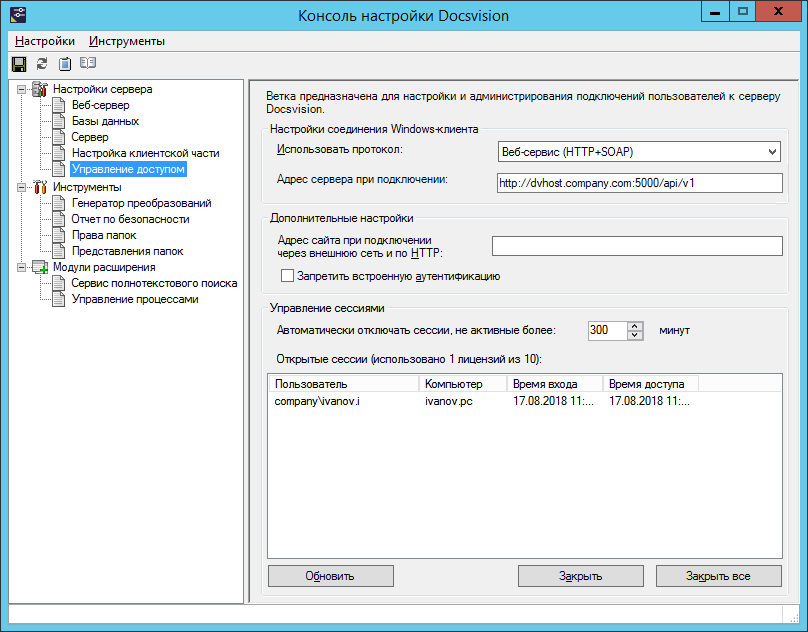 Консоль настройки Docsvision
Настройки Инструменты
Настройки сервера
Веб-сервер
Базы данных
Сервер
Настройка клиентской части
Управление доступом
Инструменты
Генератор преобразований
Отчет по безопасности
Права папок
Представления папок
Модули расширения
Сервис полнотекстового поиска
Управление процессами
Ветка предназначена для настройки и администрирования подключений пользователей к серверу
Docsvision.
Настройки соединения Windows-клиента
Использовать протокол: Веб-сервис (HTTP+SOAP)
Адрес сервера при подключении: http://dvhost.company.com:5000/api/v1
Дополнительные настройки
Адрес сайта при подключении
через внешнюю сеть и по HTTP:
Запретить встроенную аутентификацию
Управление сессиями
Автоматически отключать сессии, не активные более: 300 минут
Открытые сессии (использовано 1 лицензий из 10):
Пользователь Компьютер Время входа Время доступа
company\ivanov.i ivanov.pc 17.08.2018 11:... 17.08.2018 11:...
Обновить Закрыть Закрыть все